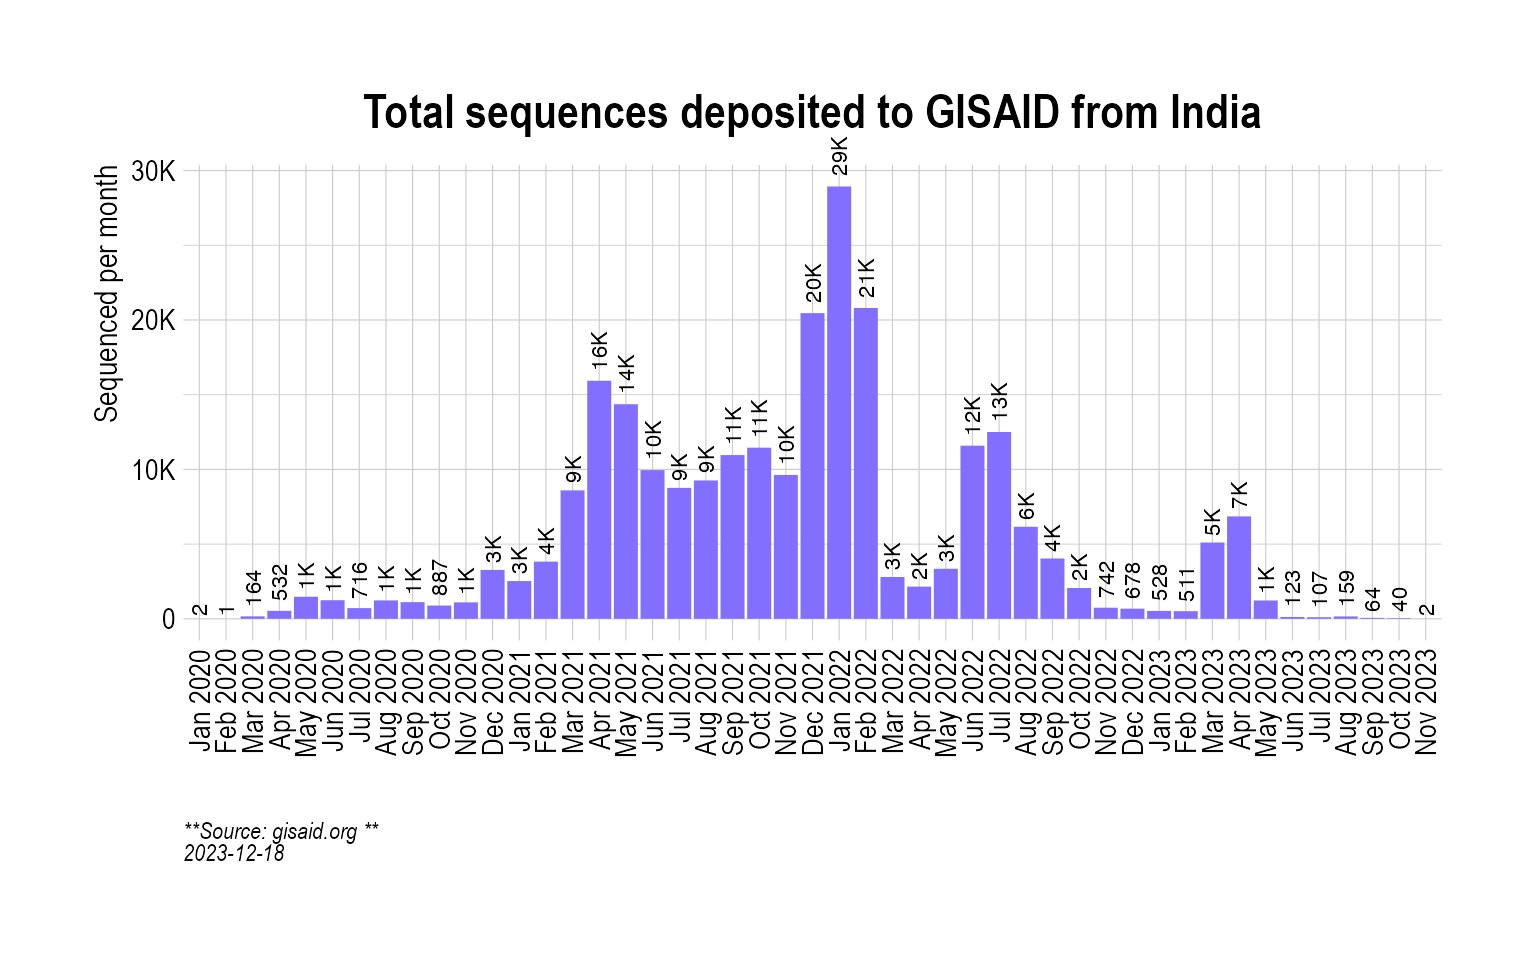 Total sequences deposited to GISAID from India
Sequenced per month
30K
20K
10K
0
2
1
164
532
1K
1K
716
1K
1K
887
1K
3K
3K
4K
9K
16K
14K
10K
9K
9K
11K
11K
10K
20K
29K
21K
3K
2K
3K
12K
13K
6K
4K
2K
742
678
528
511
5K
7K
1K
123
107
159
64
40
2
Jan 2020
Feb 2020
Mar 2020
Apr 2020
May 2020
Jun 2020
Jul 2020
Aug 2020
Sep 2020
Oct 2020
Nov 2020
Dec 2020
Jan 2021
Feb 2021
Mar 2021
Apr 2021
May 2021
Jun 2021
Jul 2021
Aug 2021
Sep 2021
Oct 2021
Nov 2021
Dec 2021
Jan 2022
Feb 2022
Mar 2022
Apr 2022
May 2022
Jun 2022
Jul 2022
Aug 2022
Sep 2022
Oct 2022
Nov 2022
Dec 2022
Jan 2023
Feb 2023
Mar 2023
Apr 2023
May 2023
Jun 2023
Jul 2023
Aug 2023
Sep 2023
Oct 2023
Nov 2023
**Source: gisaid.org **
2023-12-18